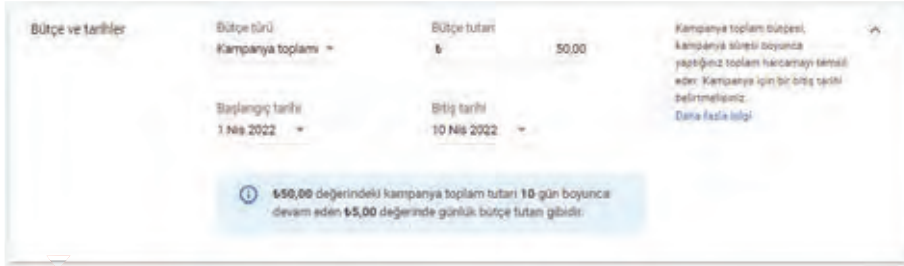 Bütçe ve tarihler
Bütçe türü
Kampanya toplamı
Bütçe tutarı
₺ 50,00
Kampanya toplam bütçesi,
kampanya süresi boyunca
yaptığınız toplam harcamayı temsil
eder. Kampanya için bir bitiş tarihi
belirtmelisiniz.
Daha fazla bilgi
Başlangıç tarihi
1 Nis 2022
Bitiş tarihi
10 Nis 2022
₺50,00 değerindeki kampanya toplam tutarı 10 gün boyunca
devam eden ₺5,00 değerinde günlük bütçe tutarı gibidir.